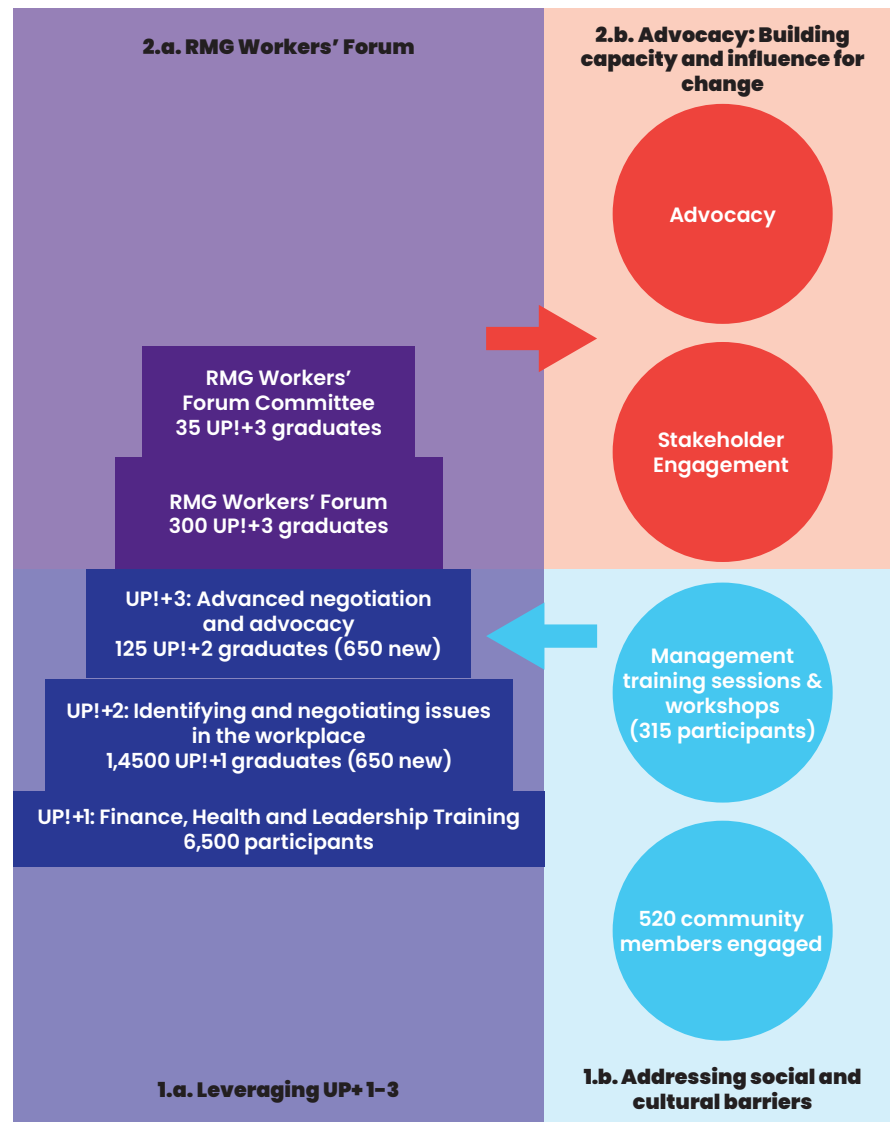 2.a. RMG Workers' Forum
RMG Workers'
Forum Committee
35 UP!+3 graduates
RMG Workers' Forum
300 UP!+3 graduates
UP!+3: Advanced negotiation
and advocacy
125 UP!+2 graduates (650 new)
UP!+2: Identifying and negotiating issues
in the workplace
1,4500 UP!+1 graduates (650 new)
UP!+1: Finance, Health and Leadership Training
6,500 participants
1.a. Leveraging UP+ 1-3
2.b. Advocacy: Building
capacity and influence for
change
Advocacy
Stakeholder
Engagement
Management
training sessions &
workshops
(315 participants)
520 community
members engaged
1.b. Addressing social and
cultural barriers